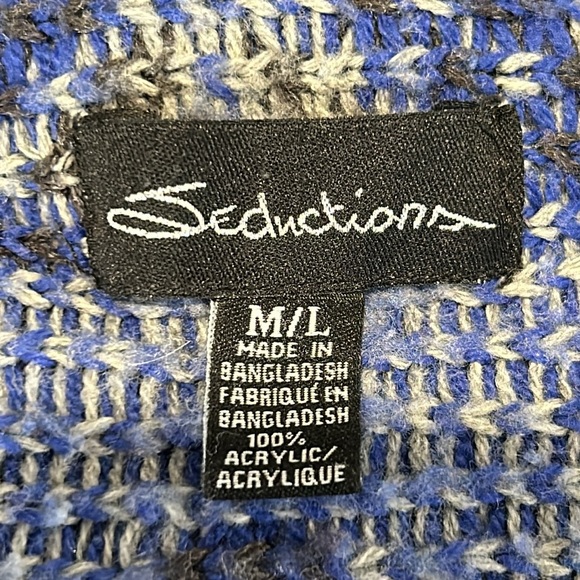 Seductions
M/L
MADE IN
BANGLADESH
FABRIQUÉ EN
BANGLADESH
100%
ACRYLIC/
ACRYLIQUE